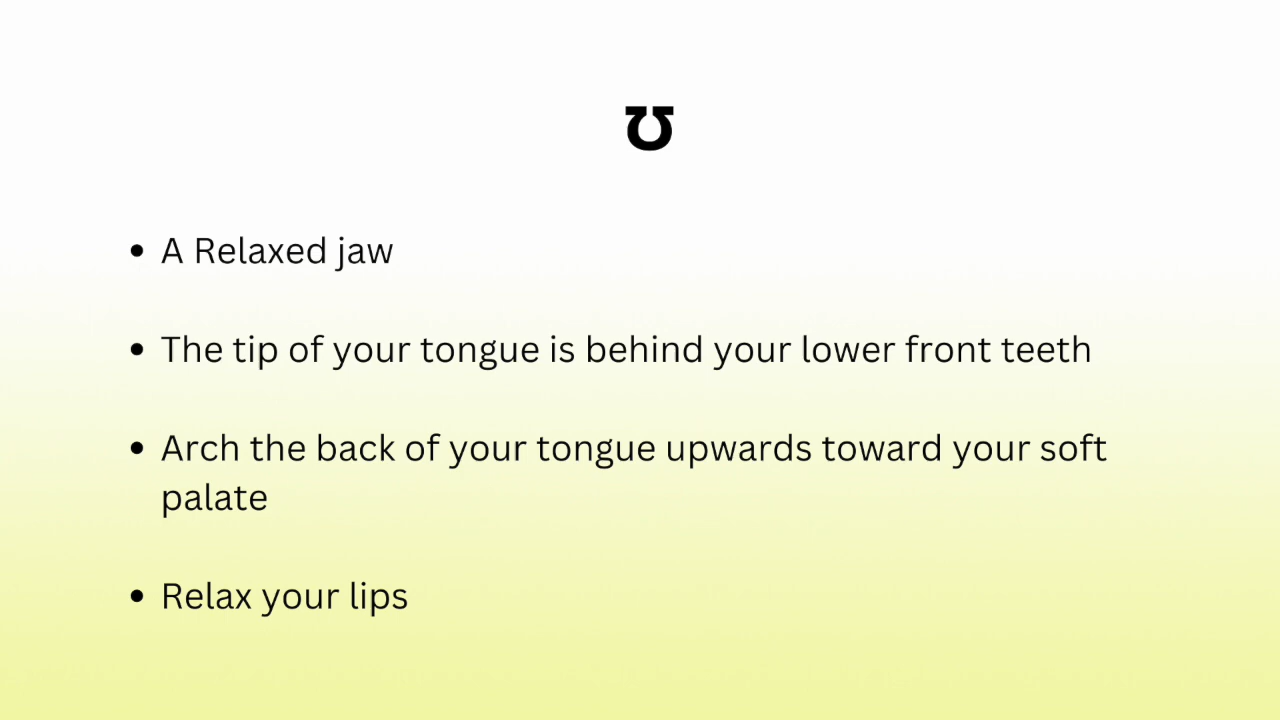 ʊ
• A Relaxed jaw
• The tip of your tongue is behind your lower front teeth
• Arch the back of your tongue upwards toward your soft
palate
• Relax your lips